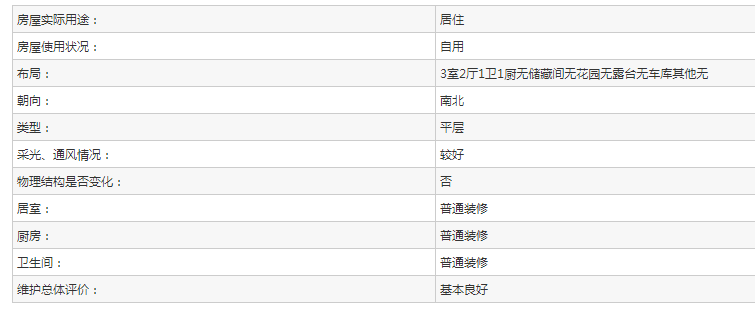 房屋实际用途： 居住
房屋使用状况： 自用
布局： 3室2厅1卫1厨无储藏间无花园无露台无车库其他无
朝向： 南北
类型： 平层
采光、通风情况： 较好
物理结构是否变化： 否
居室： 普通装修
厨房： 普通装修
卫生间： 普通装修
维护总体评价： 基本良好